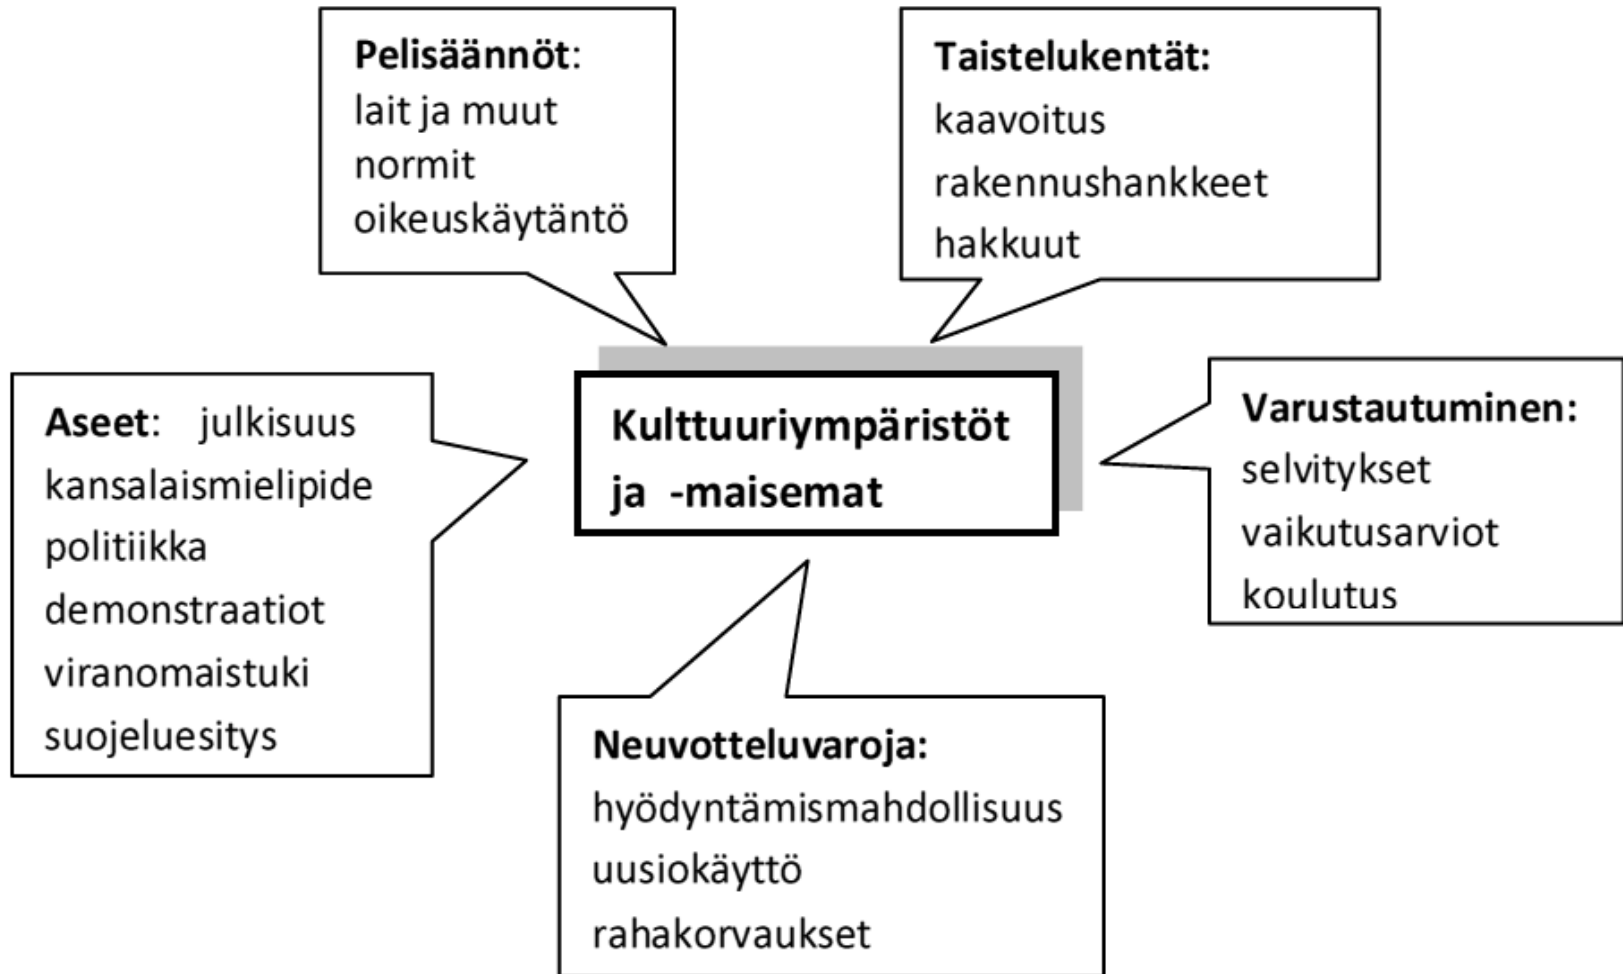 Pelisäännöt:
lait ja muut
normit
oikeuskäytäntö
Taistelukentät:
kaavoitus
rakennushankkeet
hakkuut
Aseet: julkisuus
kansalaismielipide
politiikka
demonstraatiot
viranomaistuki
suojeluesitys
Kulttuuriympäristöt
ja -maisemat
Varustautuminen:
selvitykset
vaikutusarviot
koulutus
Neuvotteluvaroja:
hyödyntämismahdollisuus
uusiokäyttö
rahakorvaukset